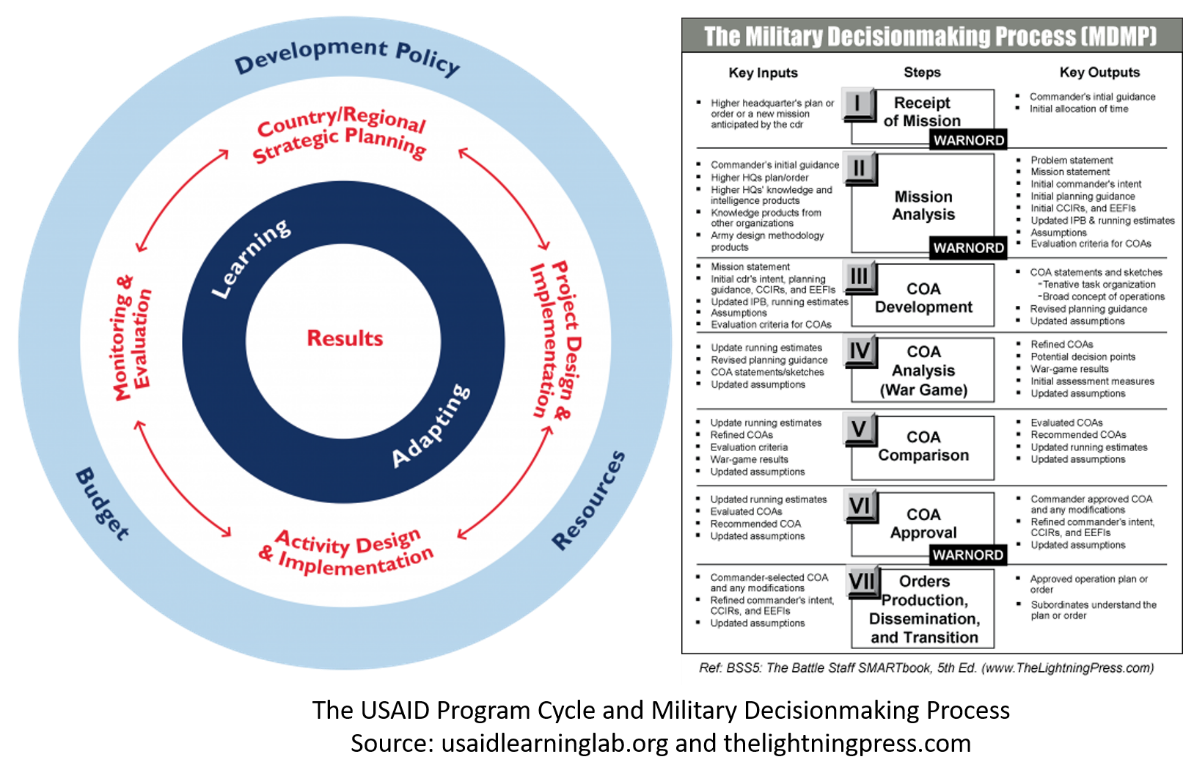 Development Policy
Country/Regional
Strategic Planning
Project Design &
Implementation
Activity Design
& Implementation
Monitoring &
Evaluation
Learning
Adapting
Results
Budget
Resources
The Military Decisionmaking Process (MDMP)
Key Inputs
Steps
Key Outputs
▪ Higher headquarter's plan or
order or a new mission
anticipated by the cdr
I
Receipt
of Mission
WARNORD
▪ Commander's intial guidance
▪ Initial allocation of time
▪ Commander's initial guidance
▪ Higher HQs plan/order
▪ Higher HQs' knowledge and
intelligence products
▪ Knowledge products from
other organizations
▪ Army design methodology
products
II
Mission
Analysis
WARNORD
▪ Problem statement
▪ Mission statement
▪ Initial commander's intent
▪ Initial planning guidance
▪ Initial CCIRs, and EEFIs
▪ Updated IPB & running estimates
▪ Assumptions
▪ Evaluation criteria for COAs
▪ Mission statement
▪ Initial cdr's intent, planning
guidance, CCIRs, and EEFIs
▪ Updated IPB, running estimates
▪ Assumptions
▪ Evaluation criteria for COAs
III
COA
Development
▪ COA statements and sketches
-Tenative task organization
-Broad concept of operations
▪ Revised planning guidance
▪ Updated assumptions
▪ Update running estimates
▪ Revised planning guidance
▪ COA statements/sketches
▪ Updated assumptions
IV
COA
Analysis
(War Game)
▪ Refined COAs
▪ Potential decision points
▪ War-game results
▪ Initial assessment measures
▪ Updated assumptions
▪ Update running estimates
▪ Refined COAs
▪ Evaluation criteria
▪ War-game results
▪ Updated assumptions
V
COA
Comparison
▪ Evaluated COAs
▪ Recommended COAs
▪ Updated running estimates
▪ Updated assumptions
▪ Updated running estimates
▪ Evaluated COAs
▪ Recommended COA
▪ Updated assumptions
VI
COA
Approval
WARNORD
▪ Commander approved COA
and any modifications
▪ Refined commander's intent,
CCIRs, and EEFIs
▪ Updated assumptions
▪ Commander-selected COA
and any modifications
▪ Refined commander's intent,
CCIRs, and EEFIs
▪ Updated assumptions
VII
Orders
Production,
Dissemination,
and Transition
▪ Approved operation plan or
order
▪ Subordinates understand the
plan or order
Ref: BSS5: The Battle Staff SMARTbook, 5th Ed. (www.TheLightningPress.com)
The USAID Program Cycle and Military Decisionmaking Process
Source: usaidlearninglab.org and thelightningpress.com